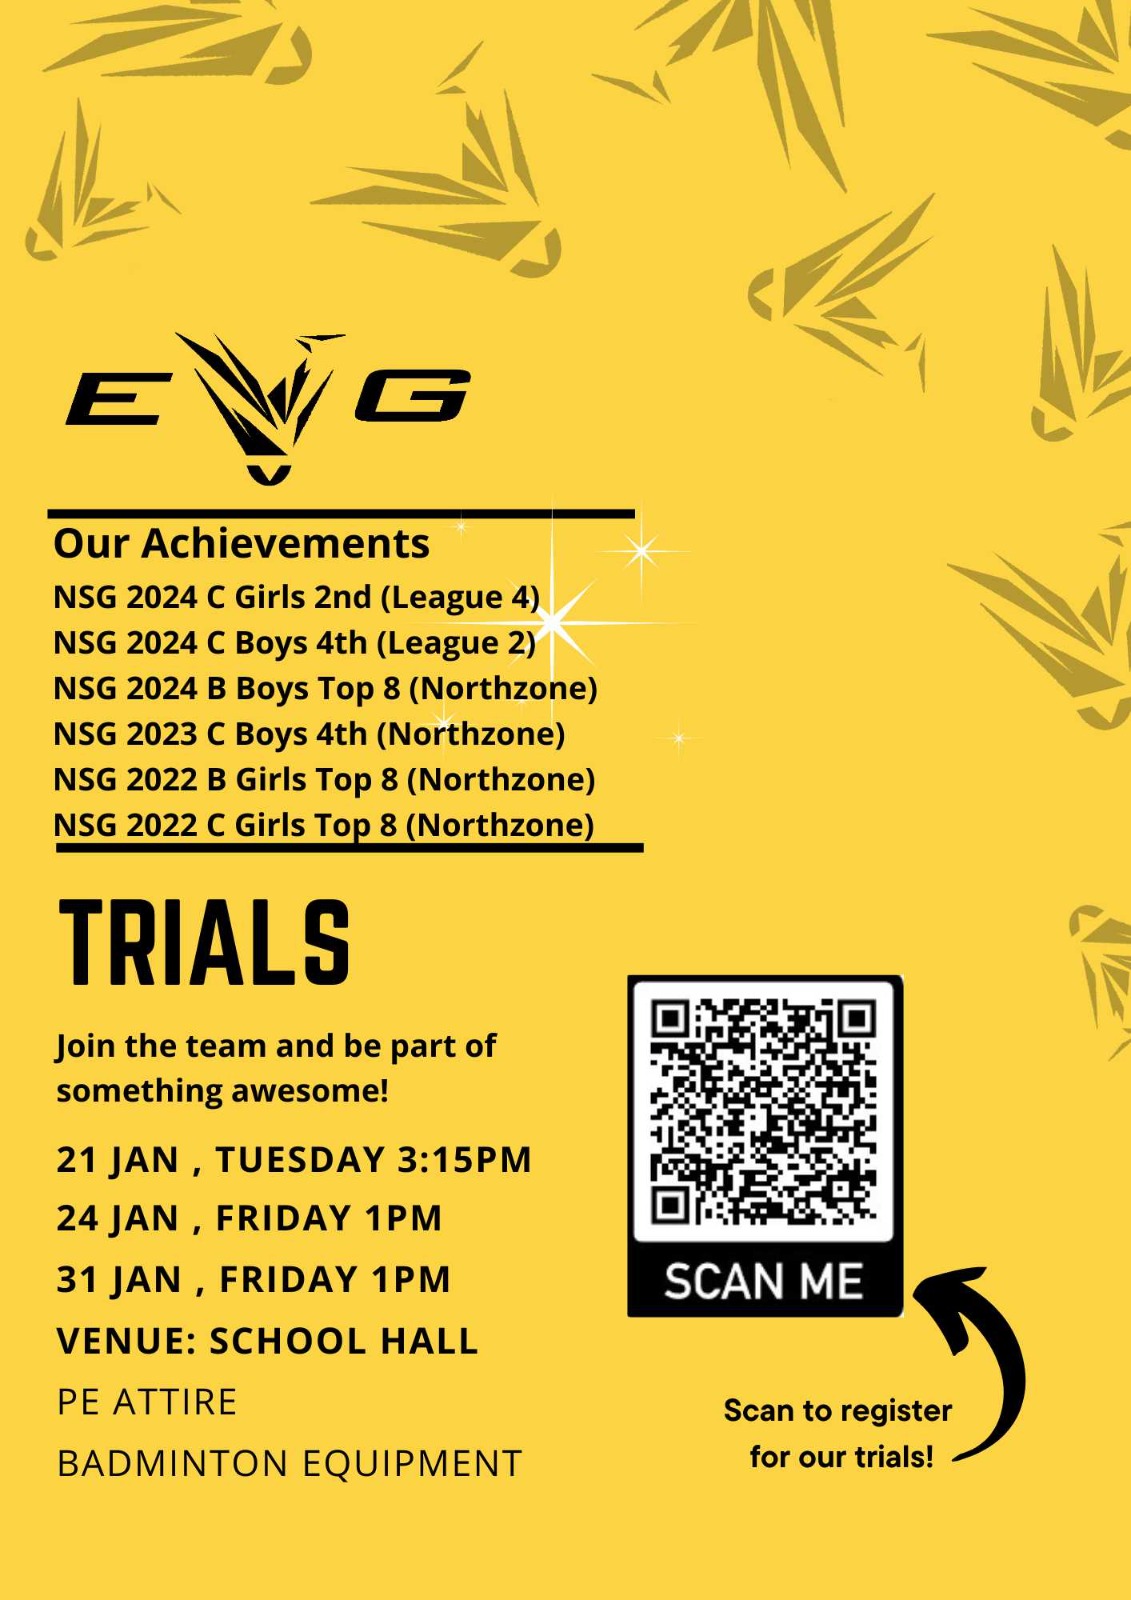 EVG
Our Achievements
NSG 2024 C Girls 2nd (League 4)
NSG 2024 C Boys 4th (League 2)
NSG 2024 B Boys Top 8 (Northzone)
NSG 2023 C Boys 4th (Northzone)
NSG 2022 B Girls Top 8 (Northzone)
NSG 2022 C Girls Top 8 (Northzone)
TRIALS
Join the team and be part of
something awesome!
21 JAN , TUESDAY 3:15PM
24 JAN , FRIDAY 1PM
31 JAN , FRIDAY 1PM
VENUE: SCHOOL HALL
PE ATTIRE
BADMINTON EQUIPMENT
SCAN ME
Scan to register
for our trials!